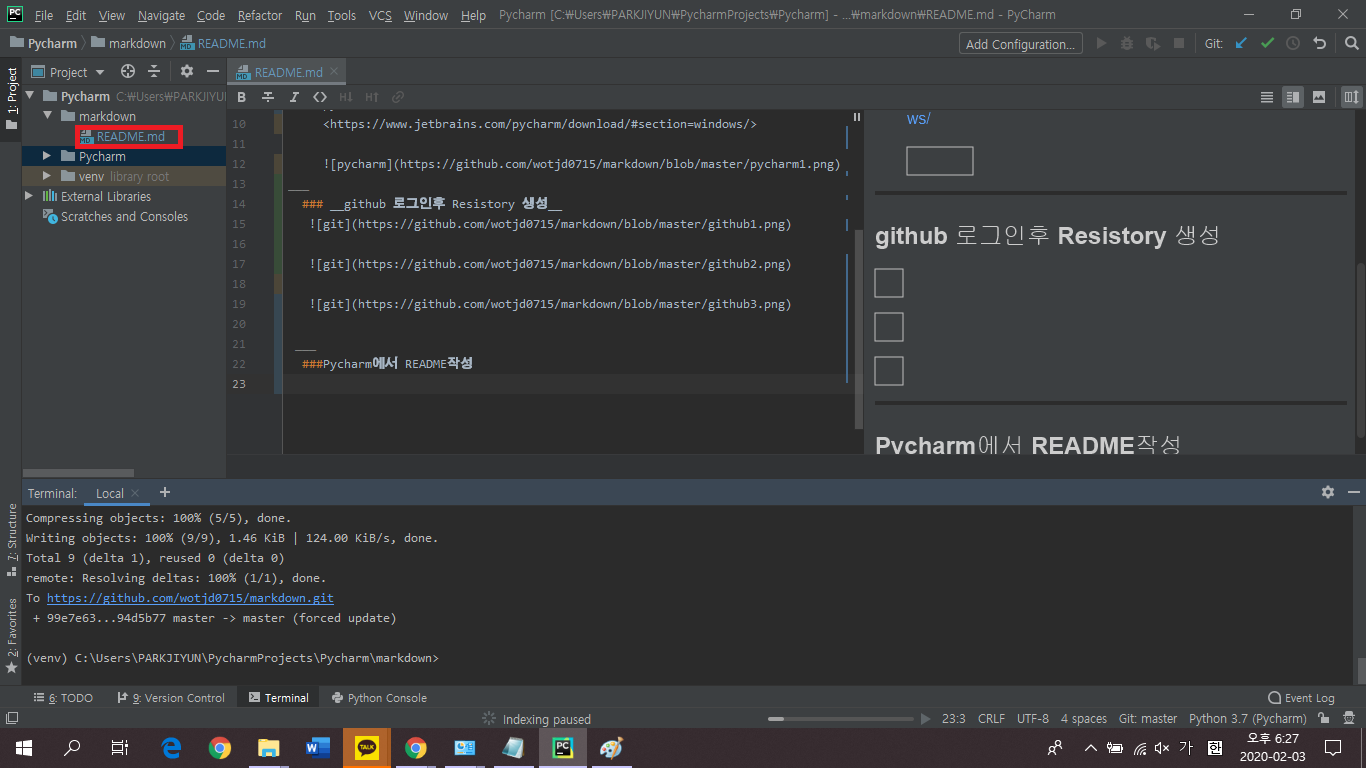 File Edit View Navigate Code Refactor Run Tools VCS Window Help Pycharm [C:₩Users₩PARKJIYUN₩PycharmProjects₩Pycharm] - ...₩markdown₩README.md - PyCharm
Pycharm markdown README.md Add Configuration... Git:
1: Project
Project
README.md
Pycharm C:₩Users₩PARKJIYUN
markdown
README.md
Pycharm
venv library root
External Libraries
Scratches and Consoles
10 <https://www.jetbrains.com/pycharm/download/#section=windows/>
11
12 ![pycharm](https://github.com/wotjd0715/markdown/blob/master/pycharm1.png)
13 ___
14 ### __github 로그인후 Resistory 생성__
15 ![git](https://github.com/wotjd0715/markdown/blob/master/github1.png)
16
17 ![git](https://github.com/wotjd0715/markdown/blob/master/github2.png)
18
19 ![git](https://github.com/wotjd0715/markdown/blob/master/github3.png)
20
21 ___
22 ###Pycharm에서 README작성
23
ws/
github 로그인후 Resistory 생성
Pycharm에서 README작성
Terminal: Local
Compressing objects: 100% (5/5), done.
Writing objects: 100% (9/9), 1.46 KiB | 124.00 KiB/s, done.
Total 9 (delta 1), reused 0 (delta 0)
remote: Resolving deltas: 100% (1/1), done.
To https://github.com/wotjd0715/markdown.git
+ 99e7e63...94d5b77 master -> master (forced update)
(venv) C:\Users\PARKJIYUN\PycharmProjects\Pycharm\markdown>
7: Structure
2: Favorites
6: TODO 9: Version Control Terminal Python Console Event Log
Indexing paused 23:3 CRLF UTF-8 4 spaces Git: master Python 3.7 (Pycharm)
TALK
가 한 오후 6:27
2020-02-03